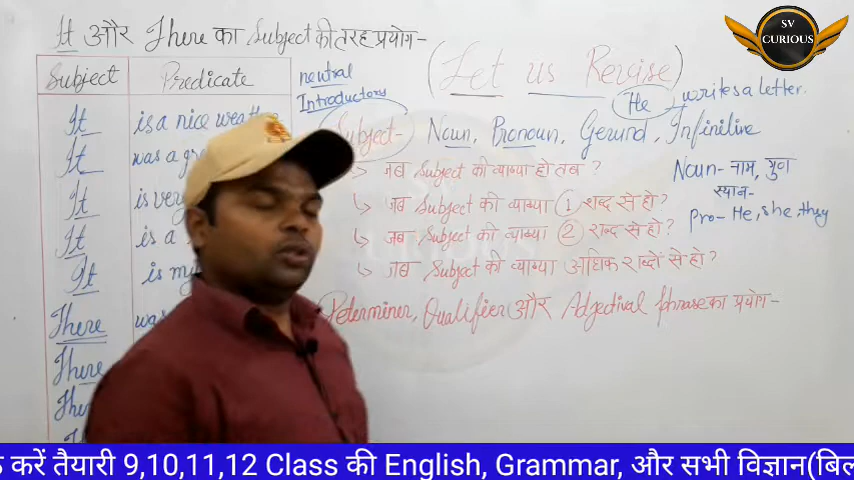 It और There का Subject की तरह प्रयोग-
Subject Predicate
It is a nice weather
It was a
It is very
It is a
It is my
There was
There
neutral
Introductory
(Let us Revise)
He writes a letter.
Subject- Noun, Pronoun, Gerund, Infinitive
जब Subject की व्याख्या हो तब ?
जब Subject की व्याख्या 1 शब्द से हो ?
जब Subject की व्याख्या 2 शब्द से हो ?
जब Subject की व्याख्या अधिक शब्दों से हो ?
Noun- नाम, गुण
स्थान-
Pro- He, she, they
Determiner, Qualifier और Adjectival phrase का प्रयोग-
SV
CURIOUS
करें तैयारी 9,10,11,12 Class की English, Grammar, और सभी विज्ञान